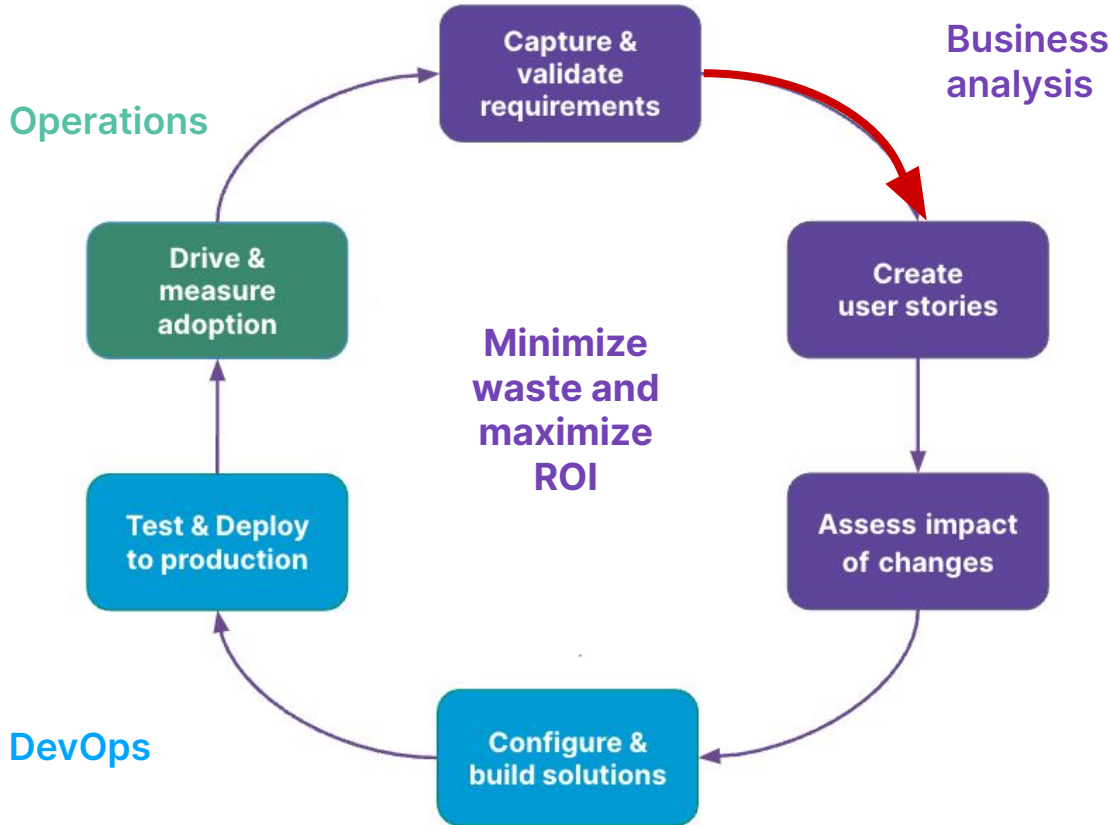 Capture &
validate
requirements
Business
analysis
Operations
Drive &
measure
adoption
Create
user stories
Minimize
waste and
maximize
ROI
Test & Deploy
to production
Assess impact
of changes
DevOps
Configure &
build solutions